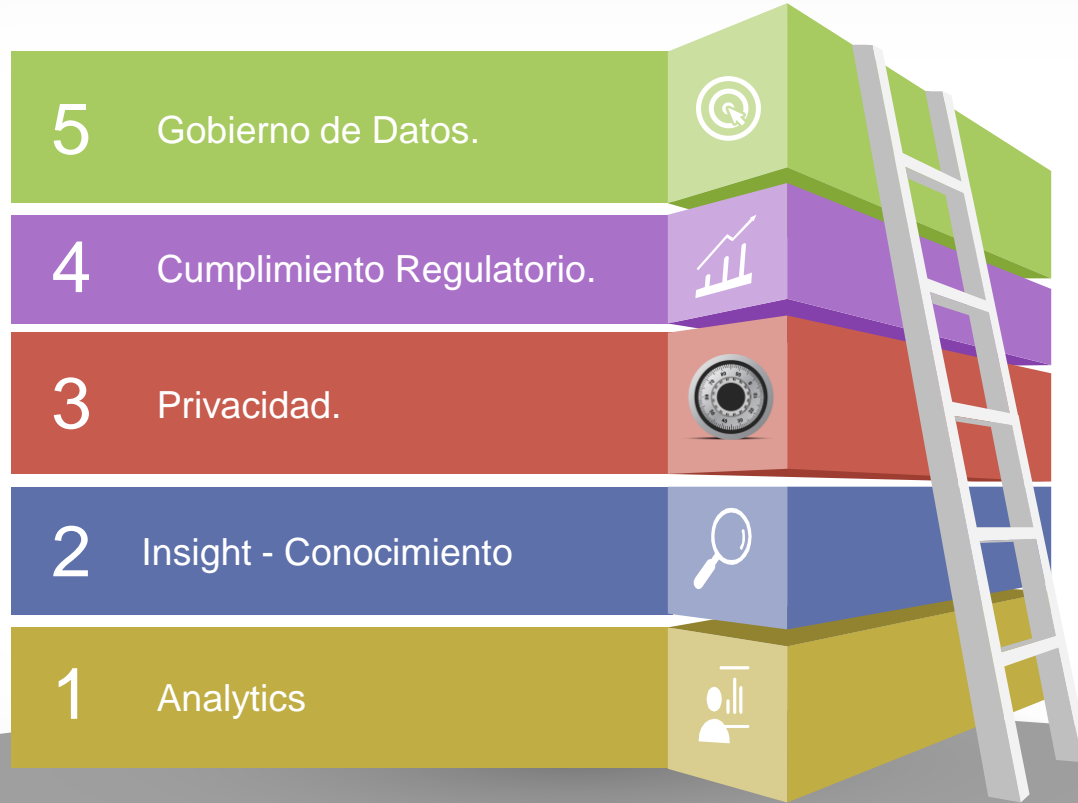 5 Gobierno de Datos.
4 Cumplimiento Regulatorio.
3 Privacidad.
2 Insight - Conocimiento
1 Analytics